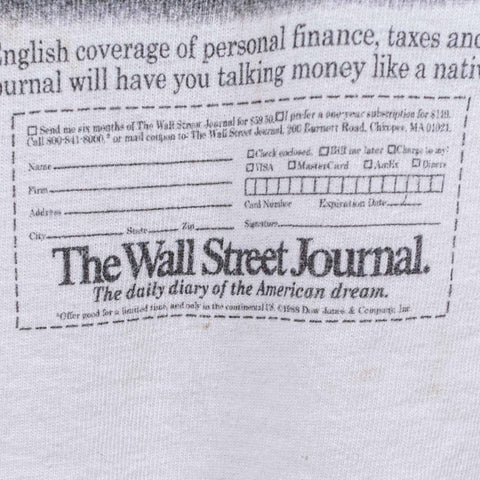 English coverage of personal finance, taxes and
ournal will have you talking money like a nativ
☐ Send me six months of The Wall Street Journal for $59.50. ☐ I prefer a one-year subscription for $119.
Call 800-841-8000,* or mail coupon to: The Wall Street Journal, 200 Burnett Road, Chicopee, MA 01021.
☐ Check enclosed. ☐ Bill me later ☐ Charge to my:
☐ VISA ☐ MasterCard ☐ AmEx ☐ Diners
Name
Firm
Card Number Expiration Date
Address
City State Zip Signature
The Wall Street Journal.
The daily diary of the American dream.
*Offer good for a limited time, and only in the continental US. ©1988 Dow Jones & Company, Inc